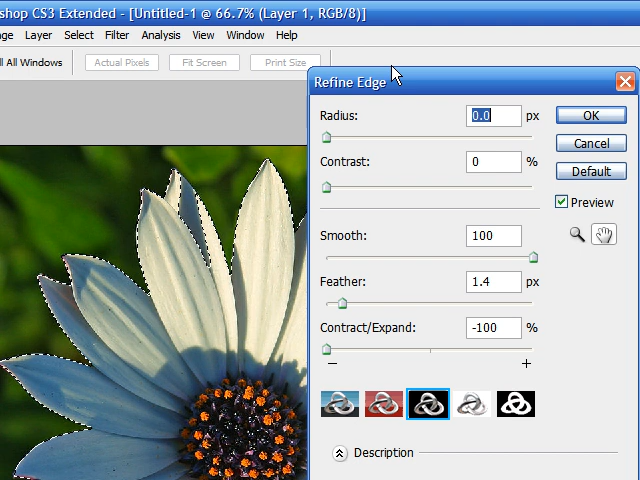 shop CS3 Extended - [Untitled-1 @ 66.7% (Layer 1, RGB/8)]
ge Layer Select Filter Analysis View Window Help
ll All Windows Actual Pixels Fit Screen Print Size
Refine Edge
Radius: 0.0 px OK
Cancel
Contrast: 0 %
Default
Preview
Smooth: 100
Feather: 1.4 px
Contract/Expand: -100 %
− +
Description